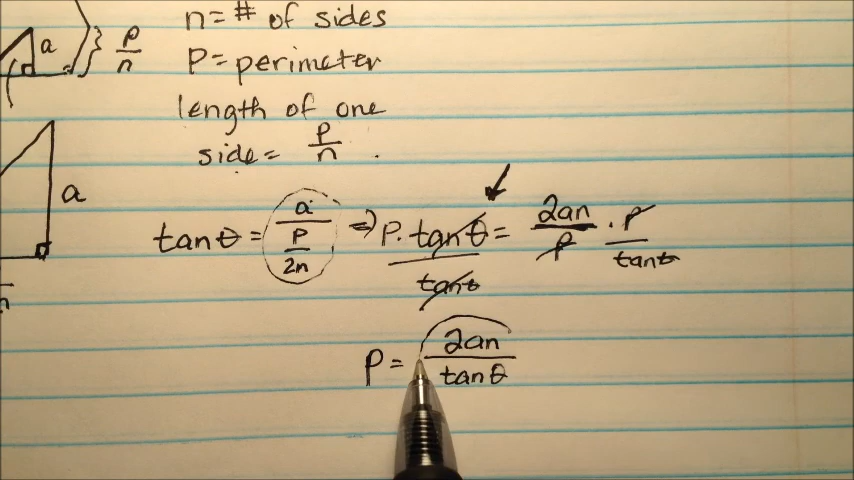 n = # of sides
a } P/n
P = perimeter
length of one
side = P/n .
a
tanθ = a/(P/2n) ⇒ P·tanθ/tanθ = 2an/P · P/tanθ
n
P = 2an/tanθ